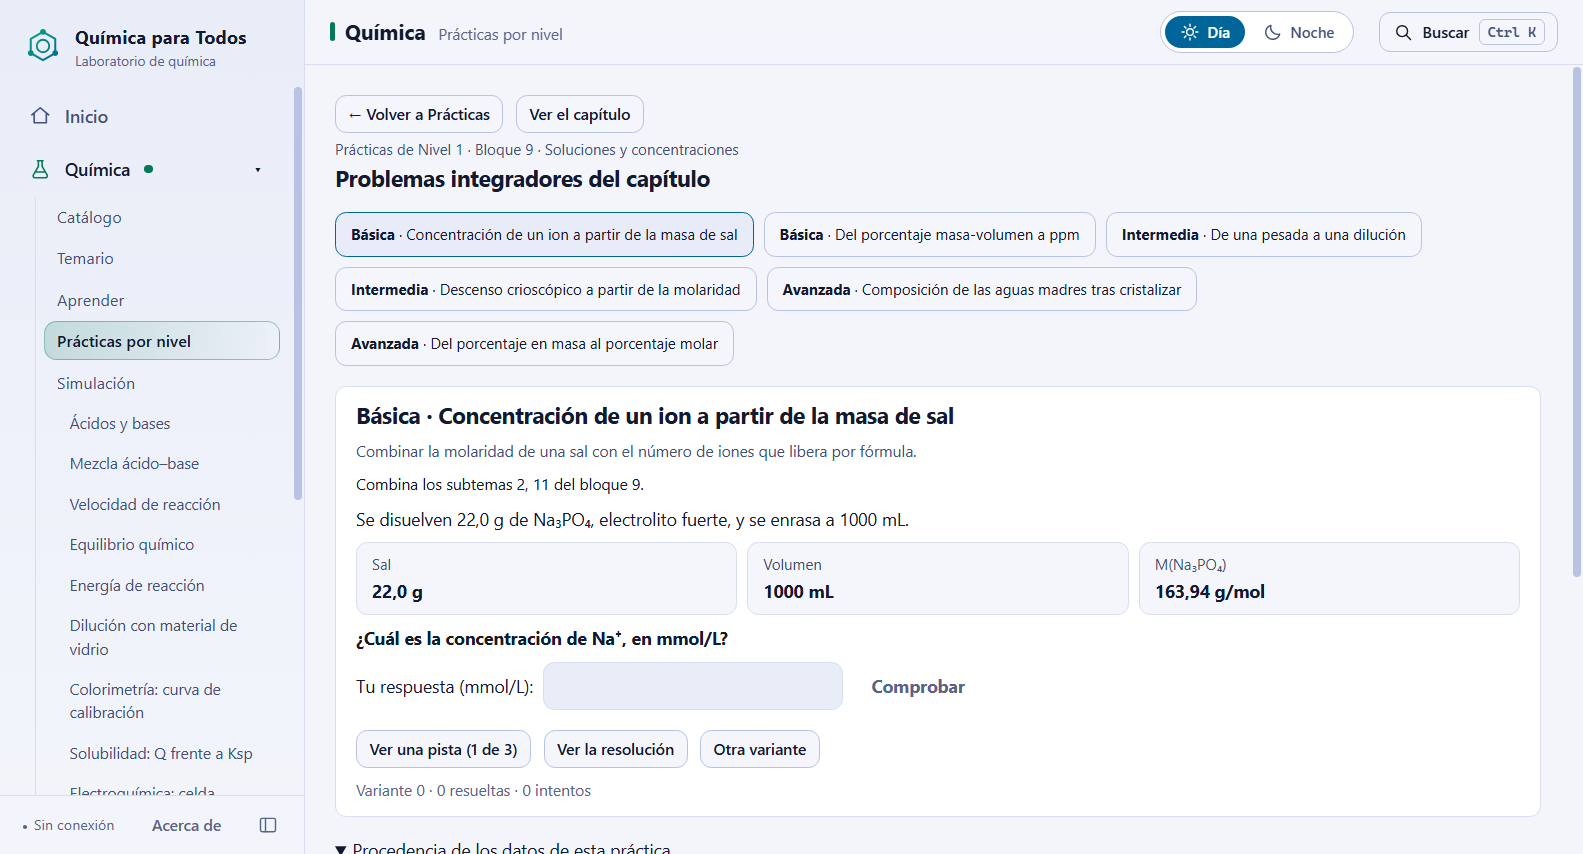 Química para Todos
Laboratorio de química
Inicio
Química
Catálogo
Temario
Aprender
Prácticas por nivel
Simulación
Ácidos y bases
Mezcla ácido–base
Velocidad de reacción
Equilibrio químico
Energía de reacción
Dilución con material de
vidrio
Colorimetría: curva de
calibración
Solubilidad: Q frente a Ksp
Electroquímica: celda
Sin conexión
Acerca de
Química Prácticas por nivel
Día
Noche
Buscar Ctrl K
← Volver a Prácticas
Ver el capítulo
Prácticas de Nivel 1 · Bloque 9 · Soluciones y concentraciones
Problemas integradores del capítulo
Básica · Concentración de un ion a partir de la masa de sal
Básica · Del porcentaje masa-volumen a ppm
Intermedia · De una pesada a una dilución
Intermedia · Descenso crioscópico a partir de la molaridad
Avanzada · Composición de las aguas madres tras cristalizar
Avanzada · Del porcentaje en masa al porcentaje molar
Básica · Concentración de un ion a partir de la masa de sal
Combinar la molaridad de una sal con el número de iones que libera por fórmula.
Combina los subtemas 2, 11 del bloque 9.
Se disuelven 22,0 g de Na₃PO₄, electrolito fuerte, y se enrasa a 1000 mL.
Sal
22,0 g
Volumen
1000 mL
M(Na₃PO₄)
163,94 g/mol
¿Cuál es la concentración de Na⁺, en mmol/L?
Tu respuesta (mmol/L):
Comprobar
Ver una pista (1 de 3)
Ver la resolución
Otra variante
Variante 0 · 0 resueltas · 0 intentos
▼ Procedencia de los datos de esta práctica